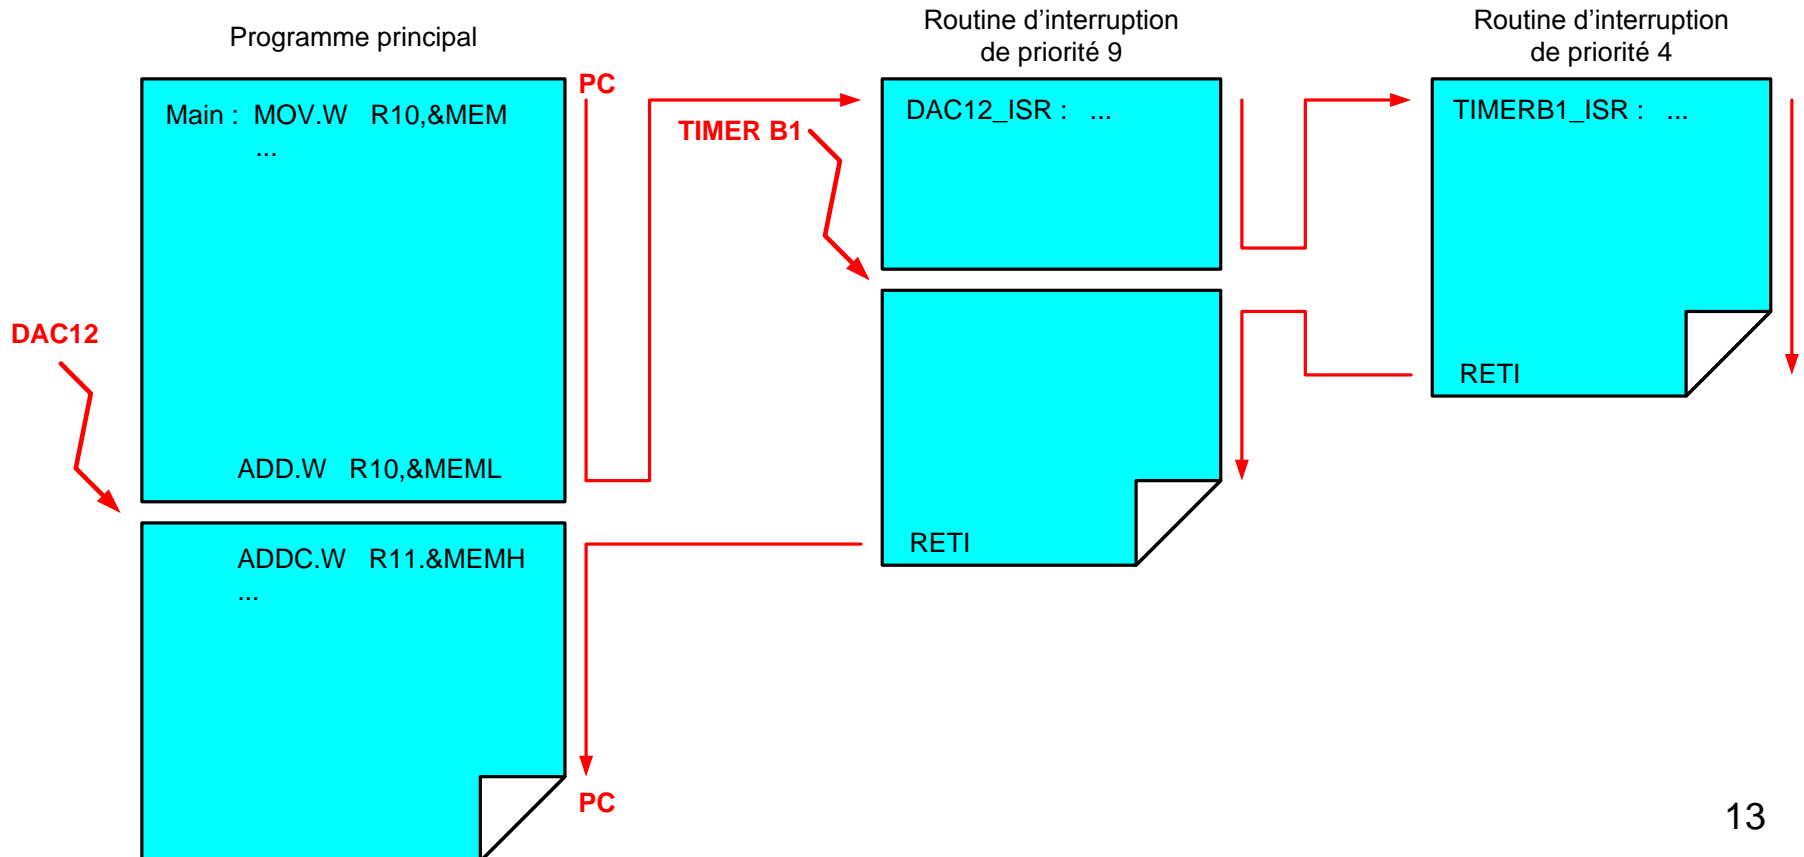 Programme principal
Routine d'interruption
de priorité 9
Routine d'interruption
de priorité 4
PC
Main : MOV.W R10,&MEM
...
TIMER B1
DAC12_ISR : ...
TIMERB1_ISR : ...
DAC12
RETI
ADD.W R10,&MEML
ADDC.W R11.&MEMH
...
RETI
PC
13